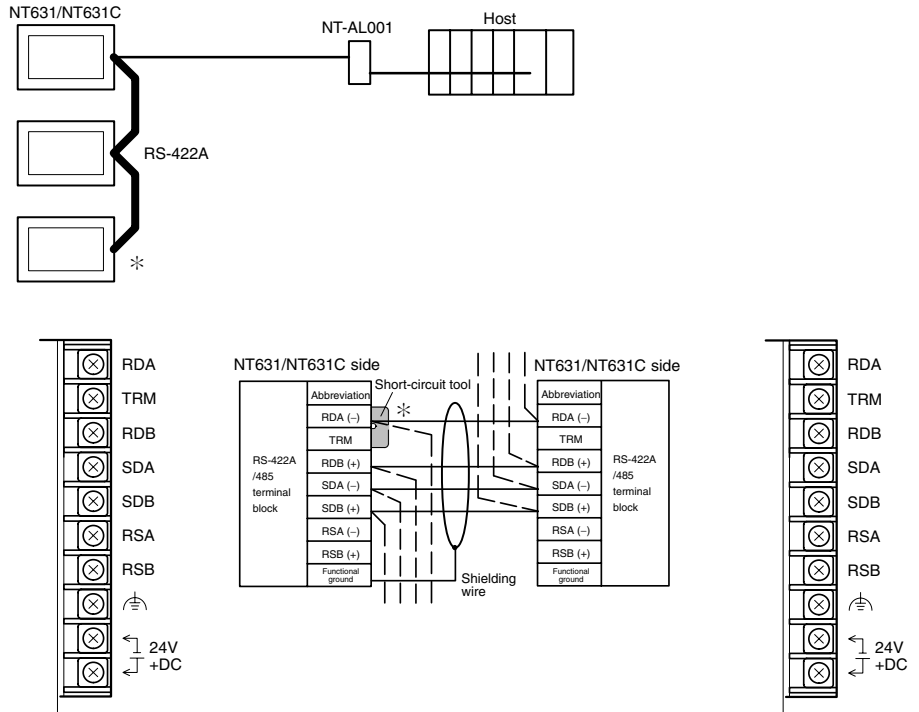 NT631/NT631C
NT-AL001
Host
RS-422A
*
RDA
TRM
RDB
SDA
SDB
RSA
RSB
24V
+DC
NT631/NT631C side
Abbreviation
RDA (−)
TRM
RDB (+)
SDA (−)
SDB (+)
RSA (−)
RSB (+)
Functional
ground
RS-422A
/485
terminal
block
Short-circuit tool
*
Shielding
wire
NT631/NT631C side
Abbreviation
RDA (−)
TRM
RDB (+)
SDA (−)
SDB (+)
RSA (−)
RSB (+)
Functional
ground
RS-422A
/485
terminal
block
RDA
TRM
RDB
SDA
SDB
RSA
RSB
24V
+DC